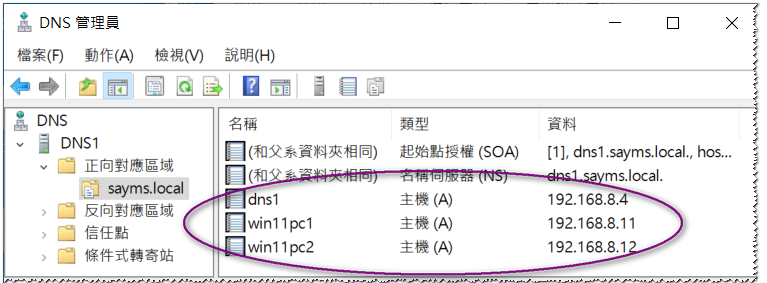 DNS 管理員
檔案(F) 動作(A) 檢視(V) 說明(H)
DNS
DNS1
正向對應區域
sayms.local
反向對應區域
信任點
條件式轉寄站
名稱 類型 資料
(和父系資料夾相同) 起始點授權 (SOA) [1], dns1.sayms.local., hos...
(和父系資料夾相同) 名稱伺服器 (NS) dns1.sayms.local.
dns1 主機 (A) 192.168.8.4
win11pc1 主機 (A) 192.168.8.11
win11pc2 主機 (A) 192.168.8.12